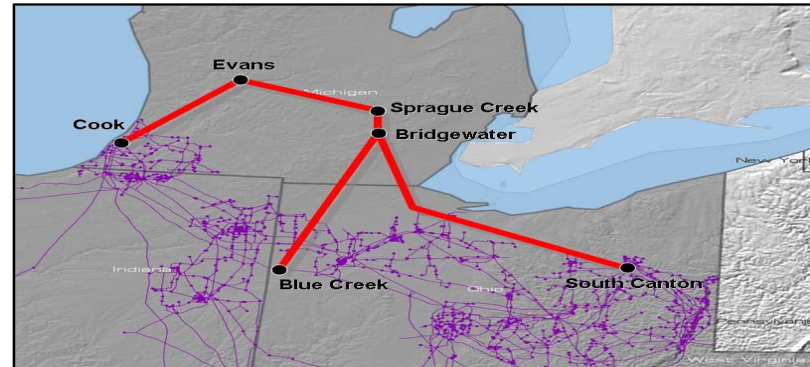 Evans
Michigan
Sprague Creek
Cook
Bridgewater
New York
Indiana
Blue Creek
Ohio
South Canton
Pennsylvania
West Virginia